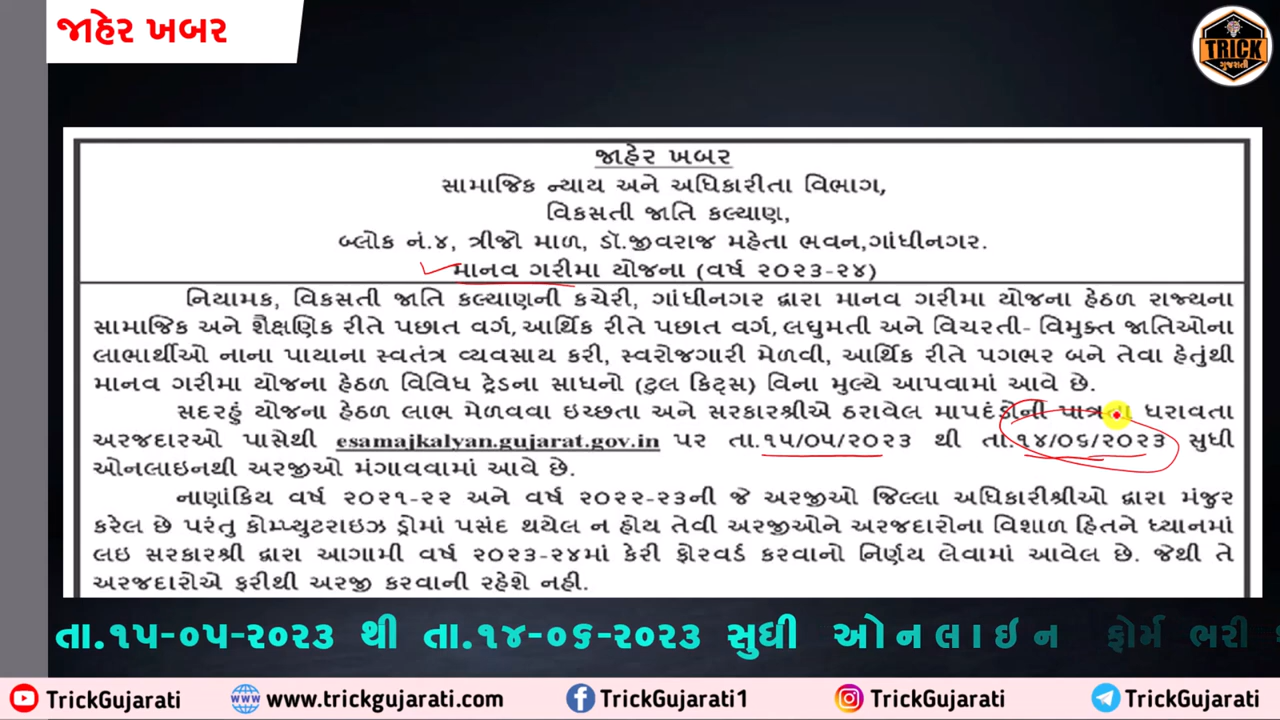 જાહેર ખબર
TRICK
ગુજરાતી
જાહેર ખબર
સામાજિક ન્યાય અને અધિકારીતા વિભાગ,
વિકસતી જાતિ કલ્યાણ,
બ્લોક નં.૪, ત્રીજો માળ, ડૉ.જીવરાજ મહેતા ભવન,ગાંધીનગર.
માનવ ગરીમા યોજના (વર્ષ ૨૦૨૩-૨૪)
નિયામક, વિકસતી જાતિ કલ્યાણની કચેરી, ગાંધીનગર દ્વારા માનવ ગરીમા યોજના હેઠળ રાજ્યના
સામાજિક અને શૈક્ષણિક રીતે પછાત વર્ગ, આર્થિક રીતે પછાત વર્ગ, લઘુમતી અને વિચરતી- વિમુક્ત જાતિઓના
લાભાર્થીઓ નાના પાયાના સ્વતંત્ર વ્યવસાય કરી, સ્વરોજગારી મેળવી, આર્થિક રીતે પગભર બને તેવા હેતુંથી
માનવ ગરીમા યોજના હેઠળ વિવિધ ટ્રેડના સાધનો (ટુલ કિટ્સ) વિના મુલ્યે આપવામાં આવે છે.
સદરહું યોજના હેઠળ લાભ મેળવવા ઇચ્છતા અને સરકારશ્રીએ ઠરાવેલ માપદંડોની પાત્રતા ધરાવતા
અરજદારઓ પાસેથી esamajkalyan.gujarat.gov.in પર તા.૧૫/૦૫/૨૦૨૩ થી તા.૧૪/૦૬/૨૦૨૩ સુધી
ઓનલાઇનથી અરજીઓ મંગાવવામાં આવે છે.
નાણાંકિય વર્ષ ૨૦૨૧-૨૨ અને વર્ષ ૨૦૨૨-૨૩ની જે અરજીઓ જિલ્લા અધિકારીશ્રીઓ દ્વારા મંજુર
કરેલ છે પરંતુ કોમ્પ્યુટરાઇઝ ડ્રોમાં પસંદ થયેલ ન હોય તેવી અરજીઓને અરજદારોના વિશાળ હિતને ધ્યાનમાં
લઇ સરકારશ્રી દ્વારા આગામી વર્ષ ૨૦૨૩-૨૪માં કેરી ફોરવર્ડ કરવાનો નિર્ણય લેવામાં આવેલ છે. જેથી તે
અરજદારોએ ફરીથી અરજી કરવાની રહેશે નહી.
તા.૧૫-૦૫-૨૦૨૩ થી તા.૧૪-૦૬-૨૦૨૩ સુધી ઓનલાઇન ફોર્મ ભરી
TrickGujarati www.trickgujarati.com TrickGujarati1 TrickGujarati TrickGujarati